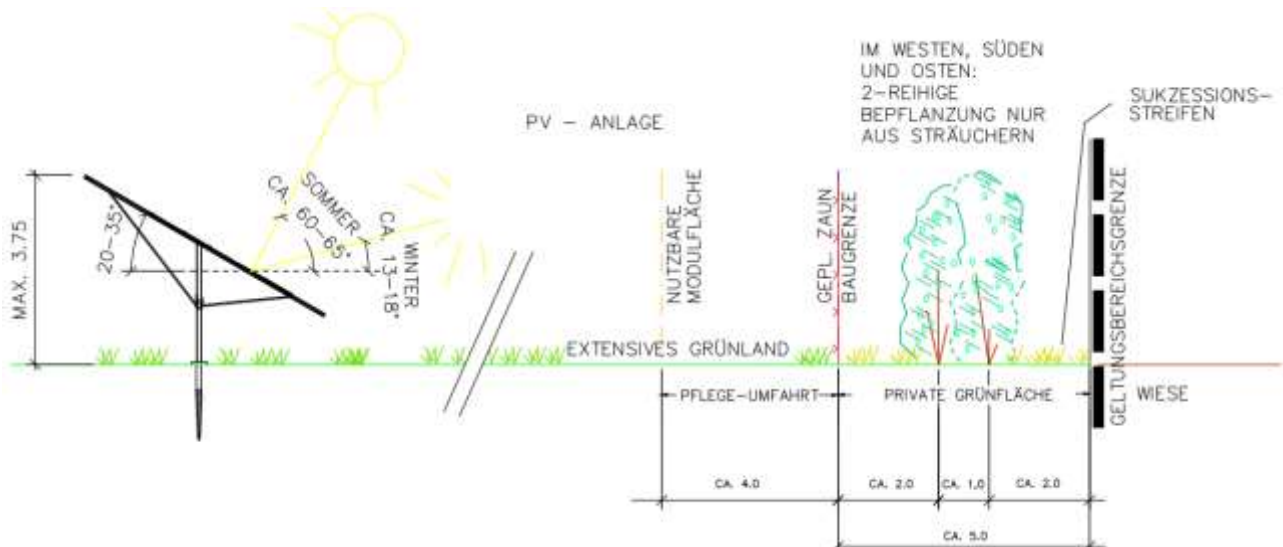 IM WESTEN, SÜDEN
UND OSTEN:
2-REIHIGE
BEPFLANZUNG NUR
AUS STRÄUCHERN
SUKZESSIONS-
STREIFEN
PV - ANLAGE
MAX. 3.75
20-35°
SOMMER
CA. 60-65°
CA. 13-18°
WINTER
NUTZBARE
MODULFLÄCHE
GEPL. ZAUN
BAUGRENZE
GELTUNGSBEREICHSGRENZE
EXTENSIVES GRÜNLAND
PFLEGE-UMFAHRT
PRIVATE GRÜNFLÄCHE
WIESE
CA. 4.0
CA. 2.0
CA. 1.0
CA. 2.0
CA. 5.0